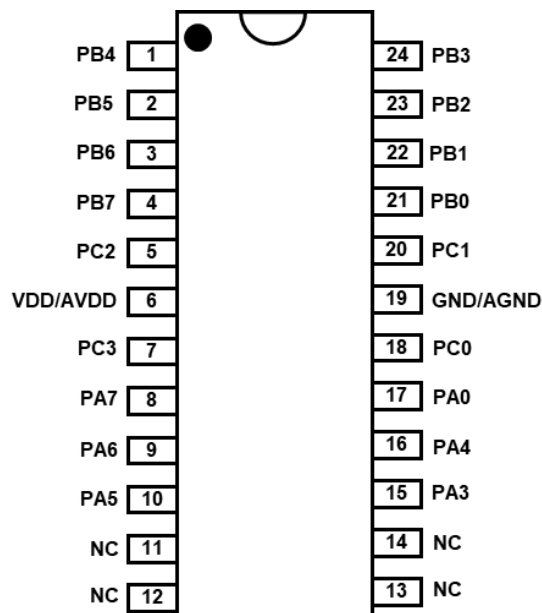 PB4 1 24 PB3
PB5 2 23 PB2
PB6 3 22 PB1
PB7 4 21 PB0
PC2 5 20 PC1
VDD/AVDD 6 19 GND/AGND
PC3 7 18 PC0
PA7 8 17 PA0
PA6 9 16 PA4
PA5 10 15 PA3
NC 11 14 NC
NC 12 13 NC